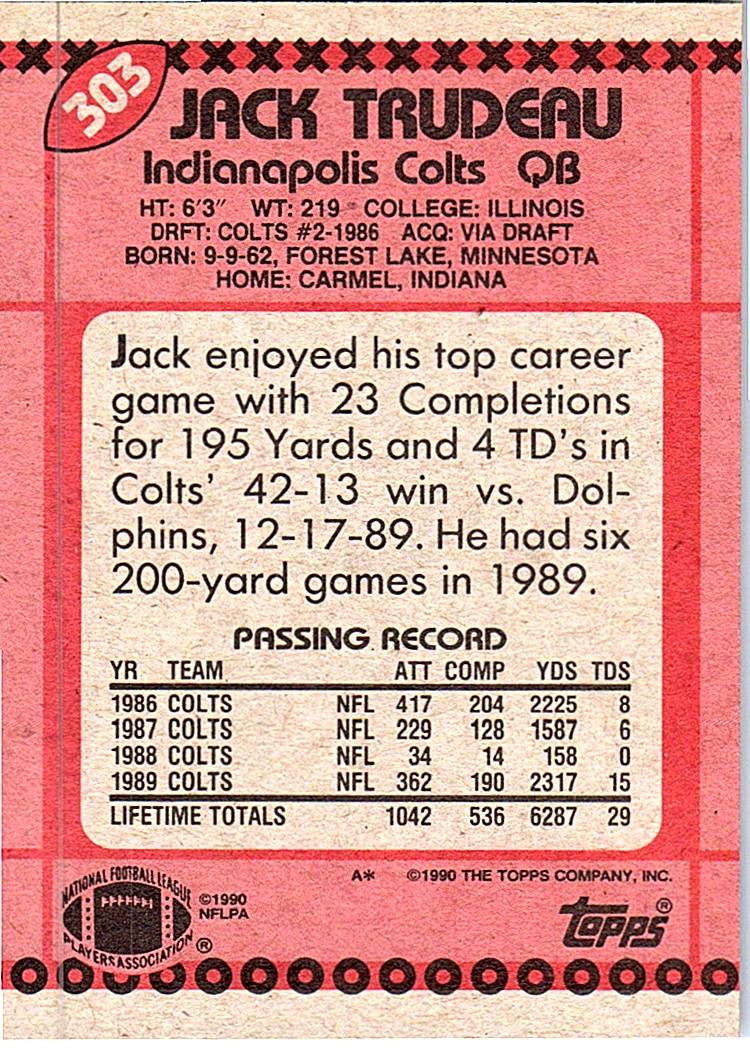 303
JACK TRUDEAU
Indianapolis Colts QB
HT: 6'3" WT: 219 COLLEGE: ILLINOIS
DRFT: COLTS #2-1986 ACQ: VIA DRAFT
BORN: 9-9-62, FOREST LAKE, MINNESOTA
HOME: CARMEL, INDIANA
Jack enjoyed his top career
game with 23 Completions
for 195 Yards and 4 TD's in
Colts' 42-13 win vs. Dol-
phins, 12-17-89. He had six
200-yard games in 1989.
PASSING RECORD
YR TEAM ATT COMP YDS TDS
1986 COLTS NFL 417 204 2225 8
1987 COLTS NFL 229 128 1587 6
1988 COLTS NFL 34 14 158 0
1989 COLTS NFL 362 190 2317 15
LIFETIME TOTALS 1042 536 6287 29
NATIONAL FOOTBALL LEAGUE
PLAYERS ASSOCIATION ®
©1990
NFLPA
A* ©1990 THE TOPPS COMPANY, INC.
topps®